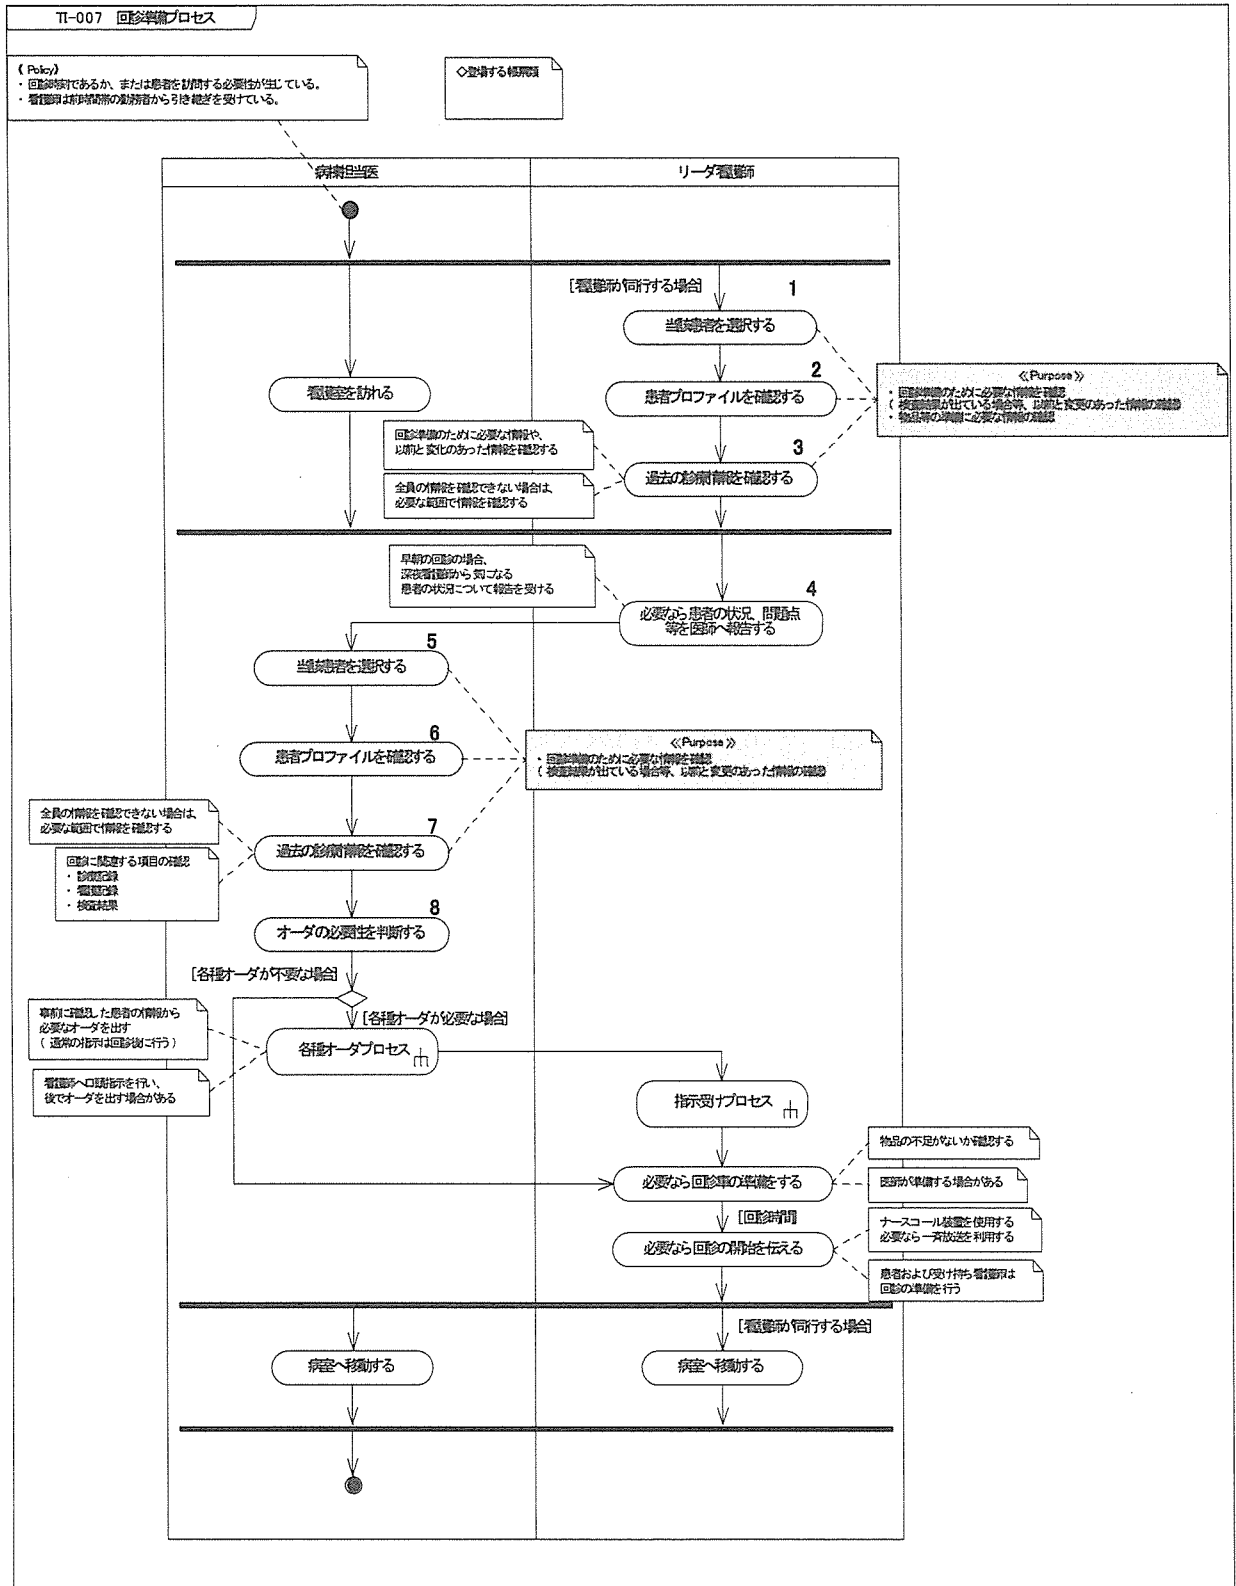 TI-007 回診準備プロセス
《 Policy》
・ 回診時刻であるか、または患者を訪問する必要性が生じている。
・ 看護師は前時間帯の勤務者から引き継ぎを受けている。
◇登場する帳票類
病棟担当医
リーダ看護師
[看護師が同行する場合]
1
当該患者を選択する
2
看護室を訪れる
患者プロファイルを確認する
≪Purpose≫
・ 回診準備のために必要な情報を確認
( 検査結果が出ている場合等、以前と変更のあった情報の確認)
・ 物品等の準備に必要な情報の確認
回診準備のために必要な情報や、
以前と変化のあった情報を確認する
3
過去の診療情報を確認する
全員の情報を確認できない場合は、
必要な範囲で情報を確認する
早朝の回診の場合、
深夜看護師から気になる
患者の状況について報告を受ける
4
必要なら患者の状況、問題点
等を医師へ報告する
5
当該患者を選択する
6
患者プロファイルを確認する
≪Purpose≫
・ 回診準備のために必要な情報を確認
( 検査結果が出ている場合等、以前と変更のあった情報の確認)
全員の情報を確認できない場合は、
必要な範囲で情報を確認する
7
過去の診療情報を確認する
回診に関連する項目の確認
・ 診療記録
・ 看護記録
・ 検査結果
8
オーダの必要性を判断する
[各種オーダが不要な場合]
[各種オーダが必要な場合]
事前に確認した患者の情報から
必要なオーダを出す
( 通常の指示は回診後に行う)
各種オーダプロセス
看護師へ口頭指示を行い、
後でオーダを出す場合がある
指示受けプロセス
物品の不足がないか確認する
必要なら回診車の準備をする
医師が準備する場合がある
[回診時間]
ナースコール装置を使用する
必要なら一斉放送を利用する
必要なら回診の開始を伝える
患者および受け持ち看護師は
回診の準備を行う
[看護師が同行する場合]
病室へ移動する
病室へ移動する